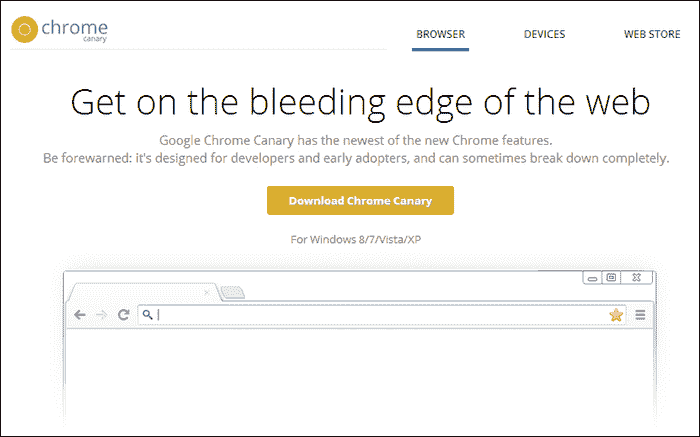 chrome
canary
BROWSER DEVICES WEB STORE
Get on the bleeding edge of the web
Google Chrome Canary has the newest of the new Chrome features.
Be forewarned: it's designed for developers and early adopters, and can sometimes break down completely.
Download Chrome Canary
For Windows 8/7/Vista/XP